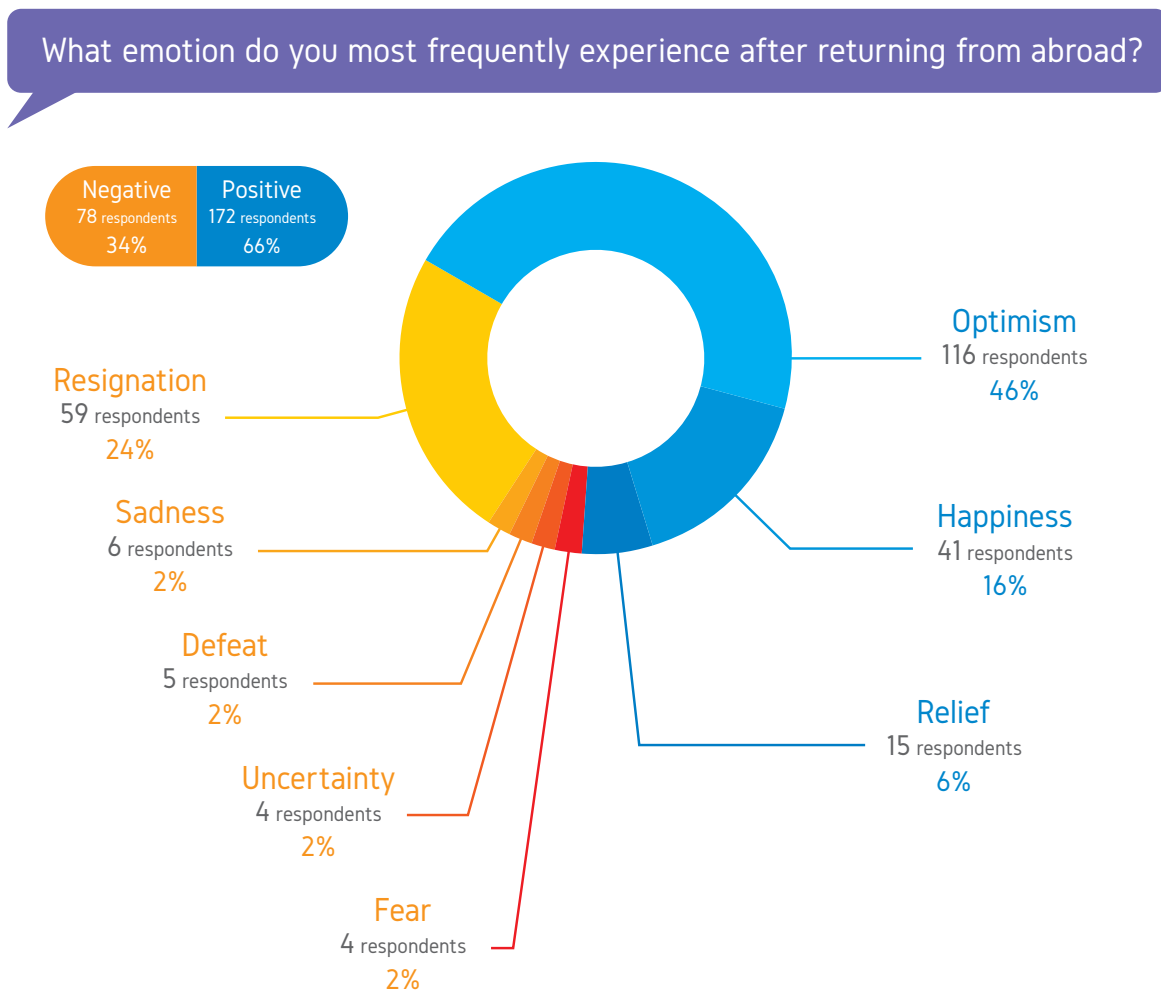 What emotion do you most frequently experience after returning from abroad?
Negative
78 respondents
34%
Positive
172 respondents
66%
Optimism
116 respondents
46%
Happiness
41 respondents
16%
Relief
15 respondents
6%
Resignation
59 respondents
24%
Sadness
6 respondents
2%
Defeat
5 respondents
2%
Uncertainty
4 respondents
2%
Fear
4 respondents
2%